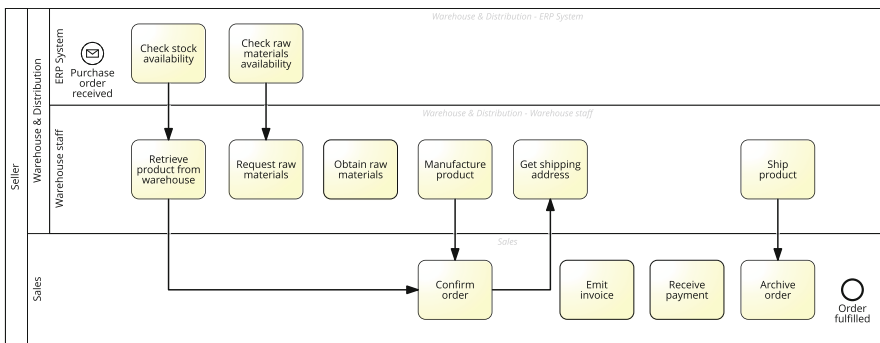 Seller
Warehouse & Distribution
ERP System
Warehouse & Distribution - ERP System
Purchase
order
received
Check stock
availability
Check raw
materials
availability
Warehouse staff
Warehouse & Distribution - Warehouse staff
Retrieve
product from
warehouse
Request raw
materials
Obtain raw
materials
Manufacture
product
Get shipping
address
Ship
product
Sales
Sales
Confirm
order
Emit
invoice
Receive
payment
Archive
order
Order
fulfilled